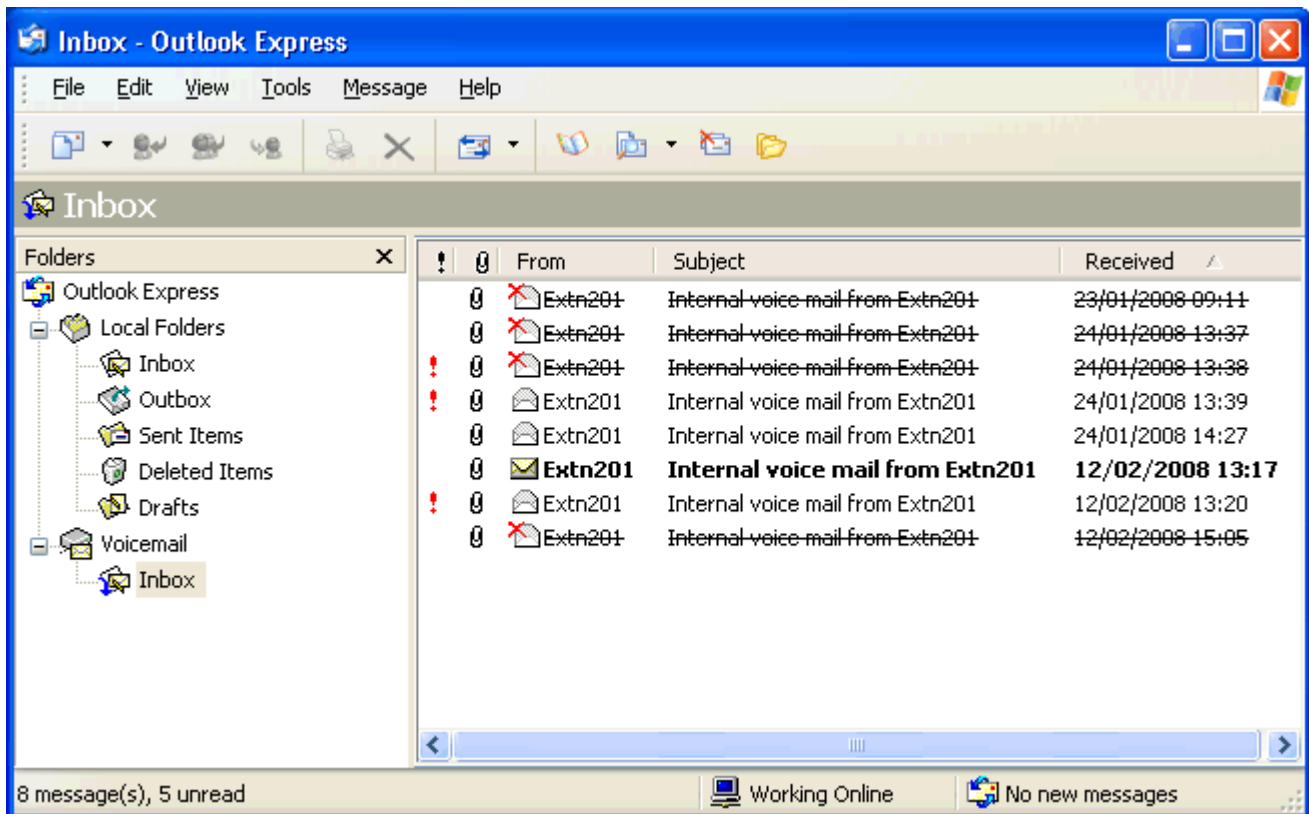 Inbox - Outlook Express
File Edit View Tools Message Help
Inbox
Folders
Outlook Express
Local Folders
Inbox
Outbox
Sent Items
Deleted Items
Drafts
Voicemail
Inbox
! From Subject Received
Extn201 Internal voice mail from Extn201 23/01/2008 09:11
Extn201 Internal voice mail from Extn201 24/01/2008 13:37
! Extn201 Internal voice mail from Extn201 24/01/2008 13:38
! Extn201 Internal voice mail from Extn201 24/01/2008 13:39
Extn201 Internal voice mail from Extn201 24/01/2008 14:27
Extn201 Internal voice mail from Extn201 12/02/2008 13:17
! Extn201 Internal voice mail from Extn201 12/02/2008 13:20
Extn201 Internal voice mail from Extn201 12/02/2008 15:05
8 message(s), 5 unread Working Online No new messages